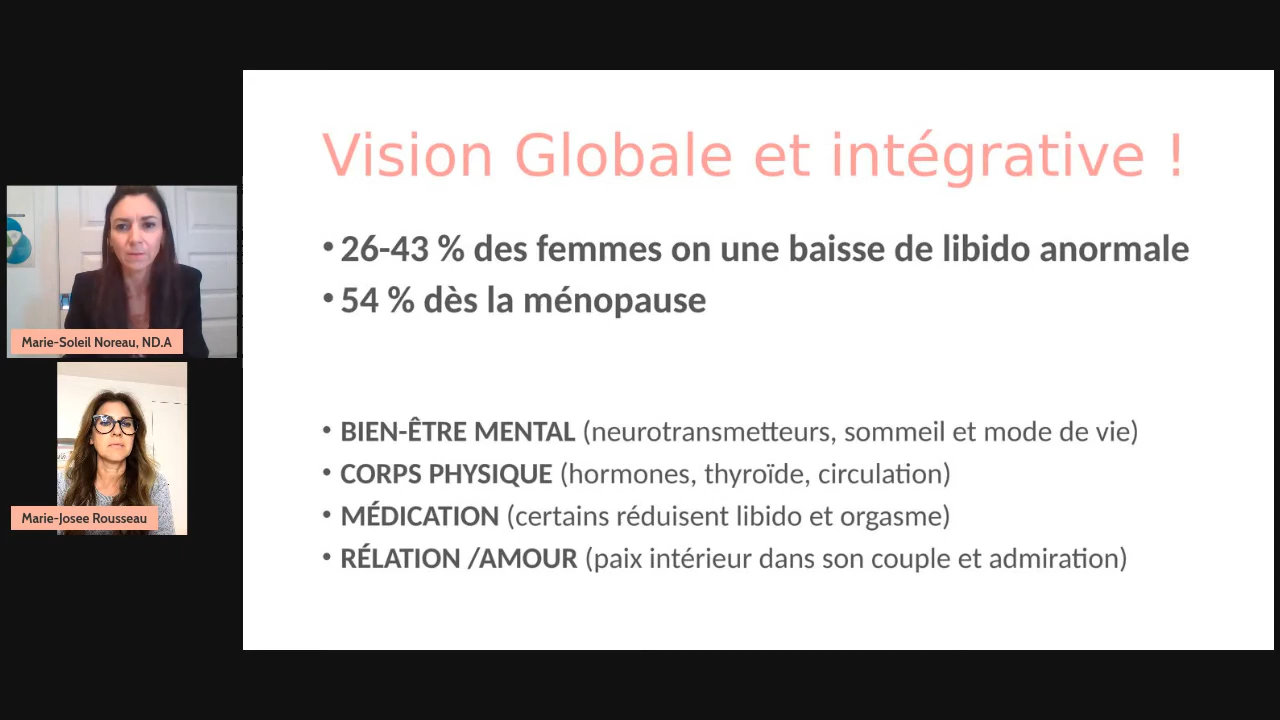 Vision Globale et intégrative !
• 26-43 % des femmes on une baisse de libido anormale
• 54 % dès la ménopause
• BIEN-ÊTRE MENTAL (neurotransmetteurs, sommeil et mode de vie)
• CORPS PHYSIQUE (hormones, thyroïde, circulation)
• MÉDICATION (certains réduisent libido et orgasme)
• RÉLATION /AMOUR (paix intérieur dans son couple et admiration)
Marie-Soleil Noreau, ND.A
Marie-Josee Rousseau